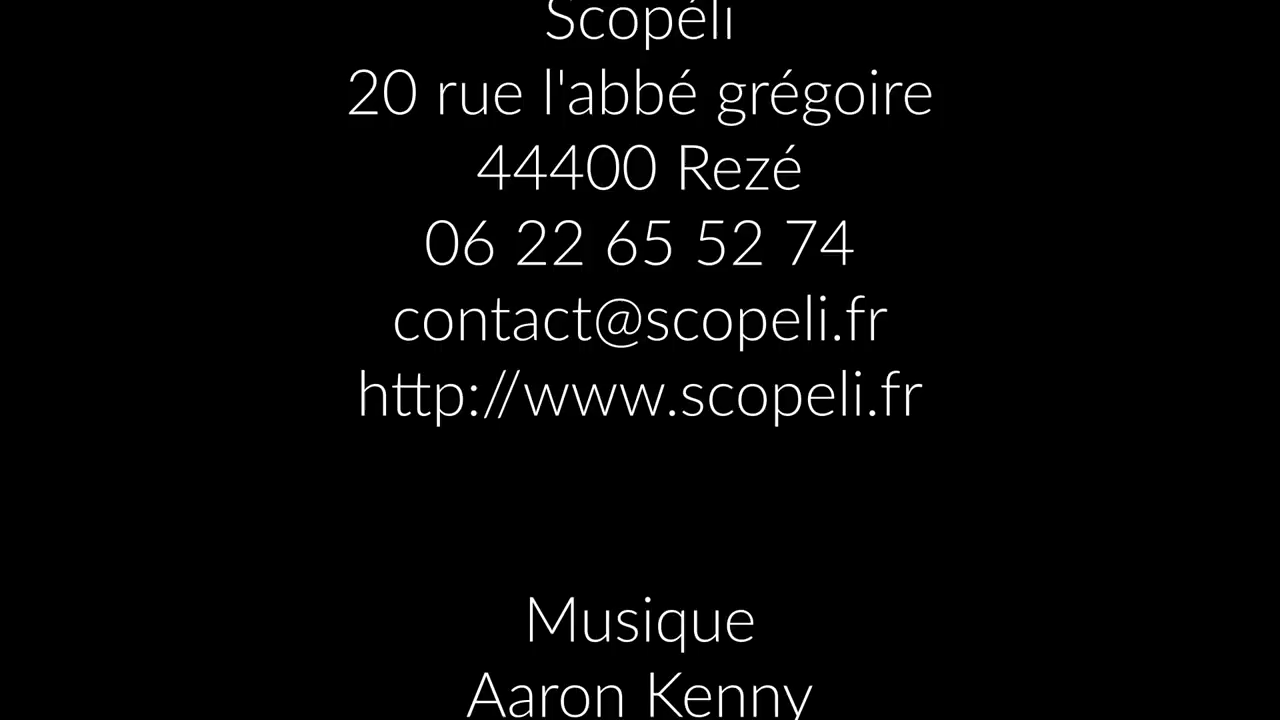 Scopéli
20 rue l'abbé grégoire
44400 Rezé
06 22 65 52 74
contact@scopeli.fr
http://www.scopeli.fr
Musique
Aaron Kenny